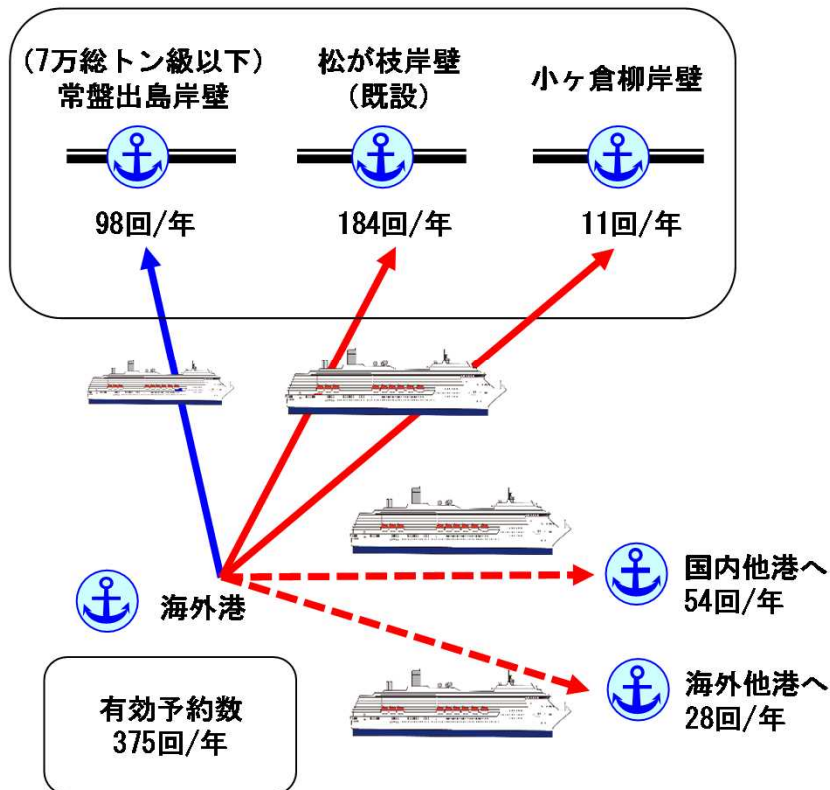 (7万総トン級以下)
常盤出島岸壁
98回/年
松が枝岸壁
(既設)
184回/年
小ヶ倉柳岸壁
11回/年
海外港
国内他港へ
54回/年
海外他港へ
28回/年
有効予約数
375回/年